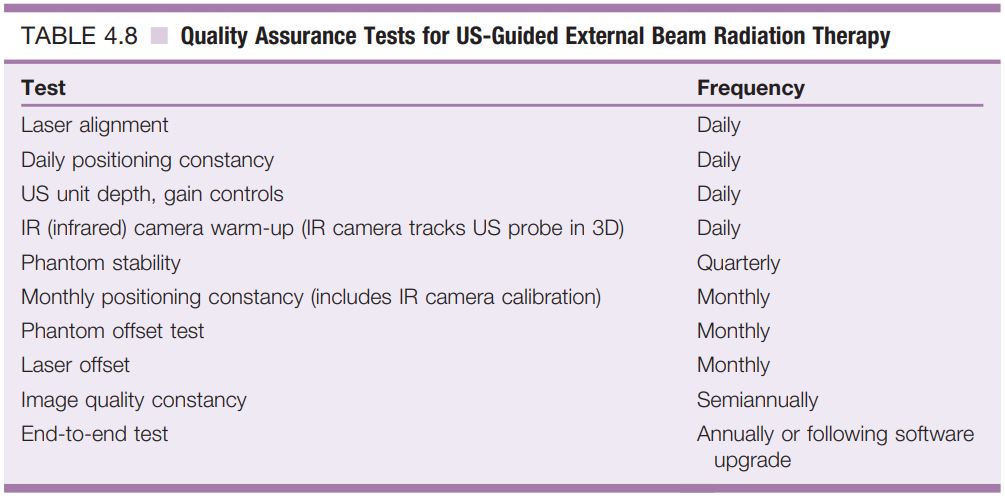 TABLE 4.8 ■ Quality Assurance Tests for US-Guided External Beam Radiation Therapy
Test Frequency
Laser alignment Daily
Daily positioning constancy Daily
US unit depth, gain controls Daily
IR (infrared) camera warm-up (IR camera tracks US probe in 3D) Daily
Phantom stability Quarterly
Monthly positioning constancy (includes IR camera calibration) Monthly
Phantom offset test Monthly
Laser offset Monthly
Image quality constancy Semiannually
End-to-end test Annually or following software
upgrade